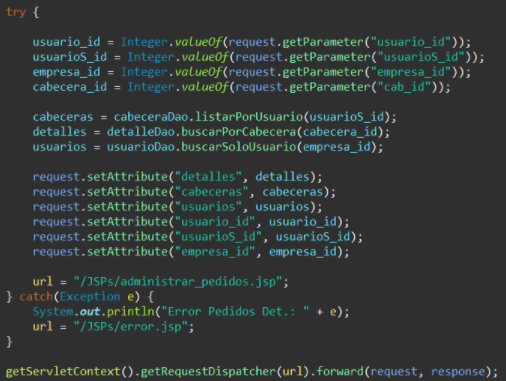 try {
usuario_id = Integer.valueOf(request.getParameter("usuario_id"));
usuarioS_id = Integer.valueOf(request.getParameter("usuarioS_id"));
empresa_id = Integer.valueOf(request.getParameter("empresa_id"));
cabecera_id = Integer.valueOf(request.getParameter("cab_id"));
cabeceras = cabeceraDao.listarPorUsuario(usuarioS_id);
detalles = detalleDao.buscarPorCabecera(cabecera_id);
usuarios = usuarioDao.buscarSoloUsuario(empresa_id);
request.setAttribute("detalles", detalles);
request.setAttribute("cabeceras", cabeceras);
request.setAttribute("usuarios", usuarios);
request.setAttribute("usuario_id", usuario_id);
request.setAttribute("usuarioS_id", usuarioS_id);
request.setAttribute("empresa_id", empresa_id);
url = "/JSPs/administrar_pedidos.jsp";
} catch(Exception e) {
System.out.println("Error Pedidos Det.: " + e);
url = "/JSPs/error.jsp";
}
getServletContext().getRequestDispatcher(url).forward(request, response);